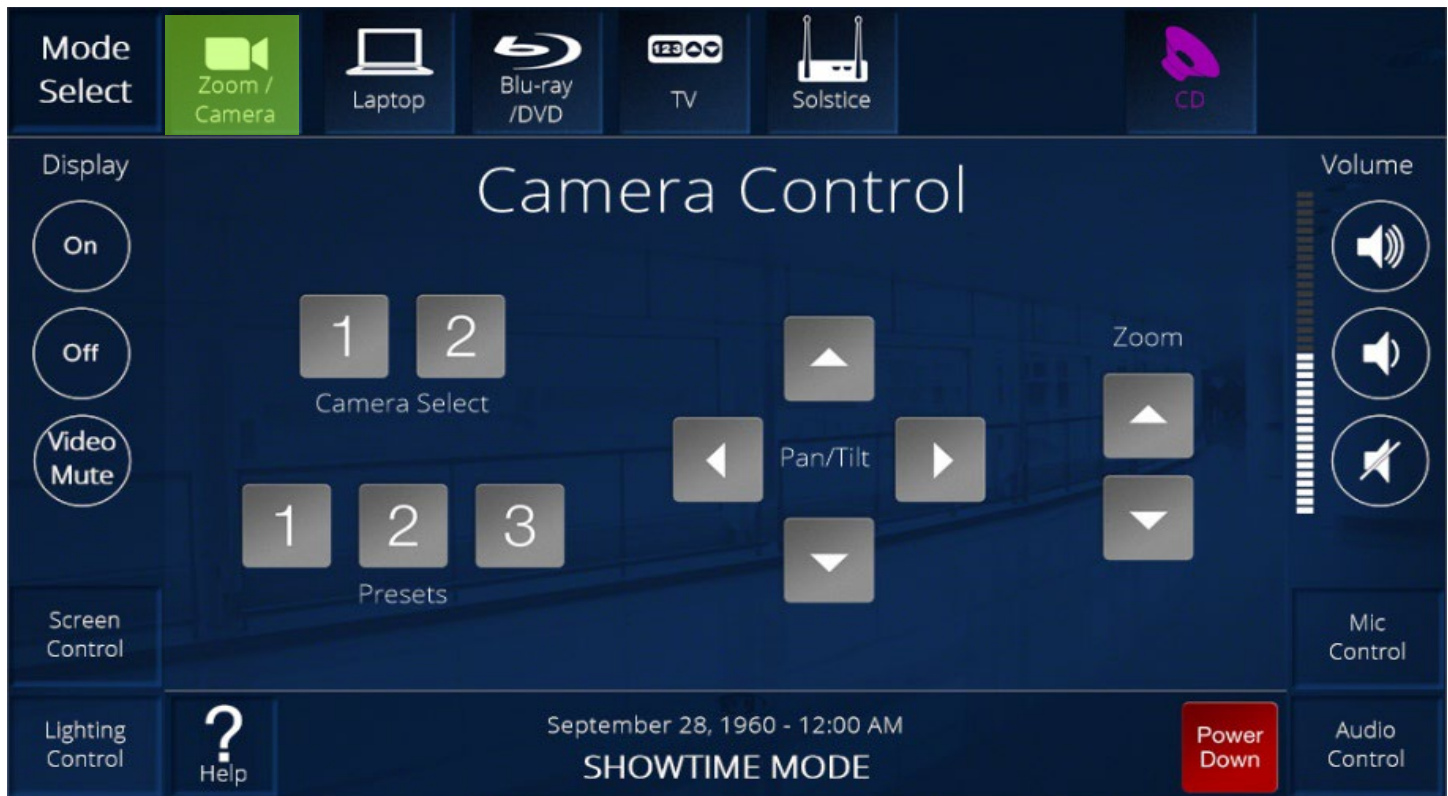 Mode
Select
Zoom /
Camera
Laptop
Blu-ray
/DVD
123
TV
Solstice
CD
Display
On
Off
Video
Mute
Screen
Control
Lighting
Control
Camera Control
1 2
Camera Select
1 2 3
Presets
Pan/Tilt
Zoom
Volume
Mic
Control
Audio
Control
?
Help
September 28, 1960 - 12:00 AM
SHOWTIME MODE
Power
Down